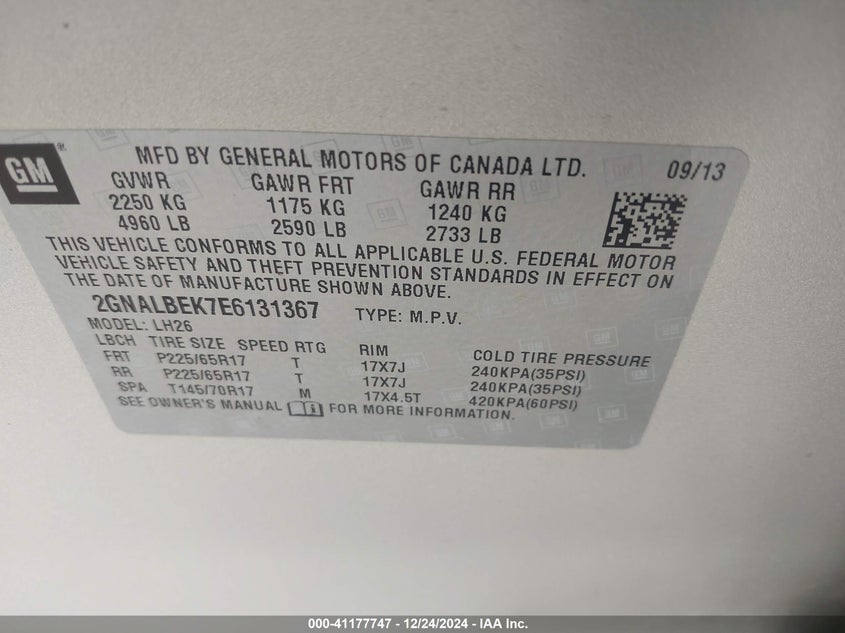 GM ® MFD BY GENERAL MOTORS OF CANADA LTD. 09/13
GVWR GAWR FRT GAWR RR
2250 KG 1175 KG 1240 KG
4960 LB 2590 LB 2733 LB
THIS VEHICLE CONFORMS TO ALL APPLICABLE U.S. FEDERAL MOTOR
VEHICLE SAFETY AND THEFT PREVENTION STANDARDS IN EFFECT ON
THE DATE OF MANUFACTURE SHOWN ABOVE.
2GNALBEK7E6131367 TYPE: M.P.V.
MODEL: LH26
LBCH TIRE SIZE SPEED RTG RIM COLD TIRE PRESSURE
FRT P225/65R17 T 17X7J 240KPA(35PSI)
RR P225/65R17 T 17X7J 240KPA(35PSI)
SPA T145/70R17 M 17X4.5T 420KPA(60PSI)
SEE OWNER'S MANUAL FOR MORE INFORMATION.
000-41177747 - 12/24/2024 - IAA Inc.